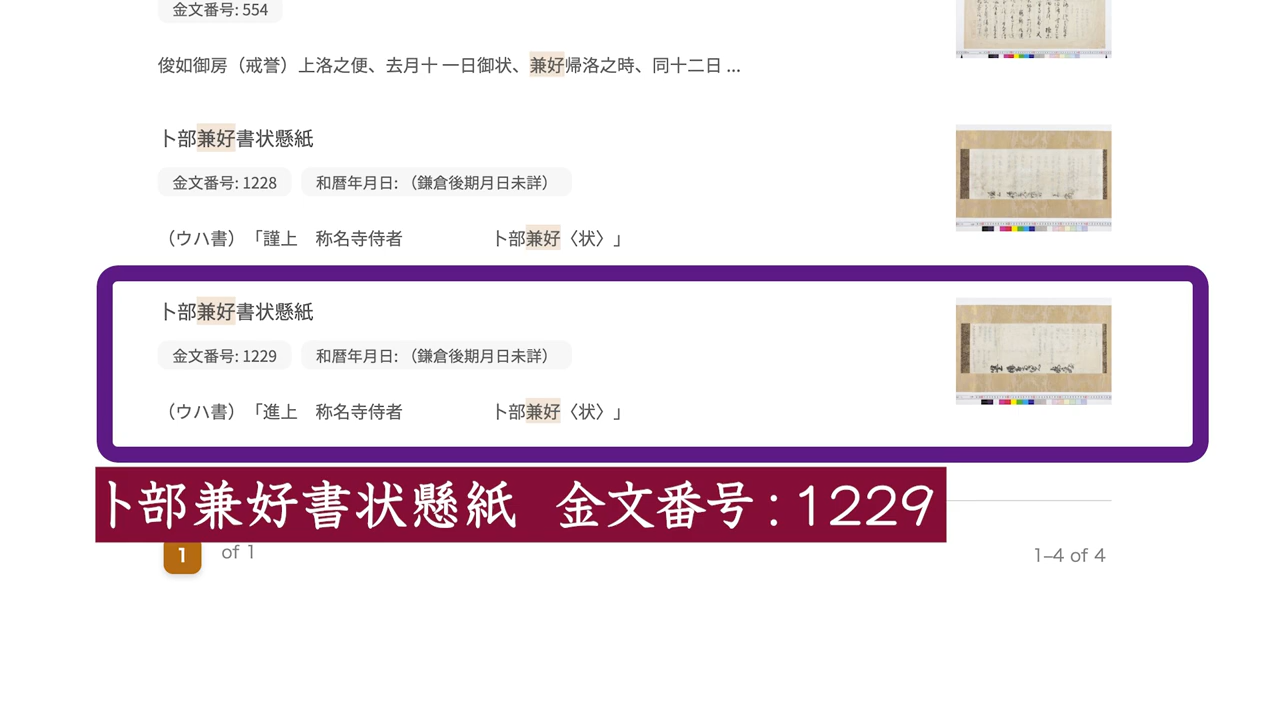 金文番号: 554
俊如御房（戒誉）上洛之便、去月十 一日御状、兼好帰洛之時、同十二日 ...
卜部兼好書状懸紙
金文番号: 1228 和暦年月日: （鎌倉後期月日未詳）
（ウハ書）「謹上　称名寺侍者　　　　　卜部兼好〈状〉」
卜部兼好書状懸紙
金文番号: 1229 和暦年月日: （鎌倉後期月日未詳）
（ウハ書）「進上　称名寺侍者　　　　　卜部兼好〈状〉」
卜部兼好書状懸紙　金文番号：1229
1 of 1
1–4 of 4